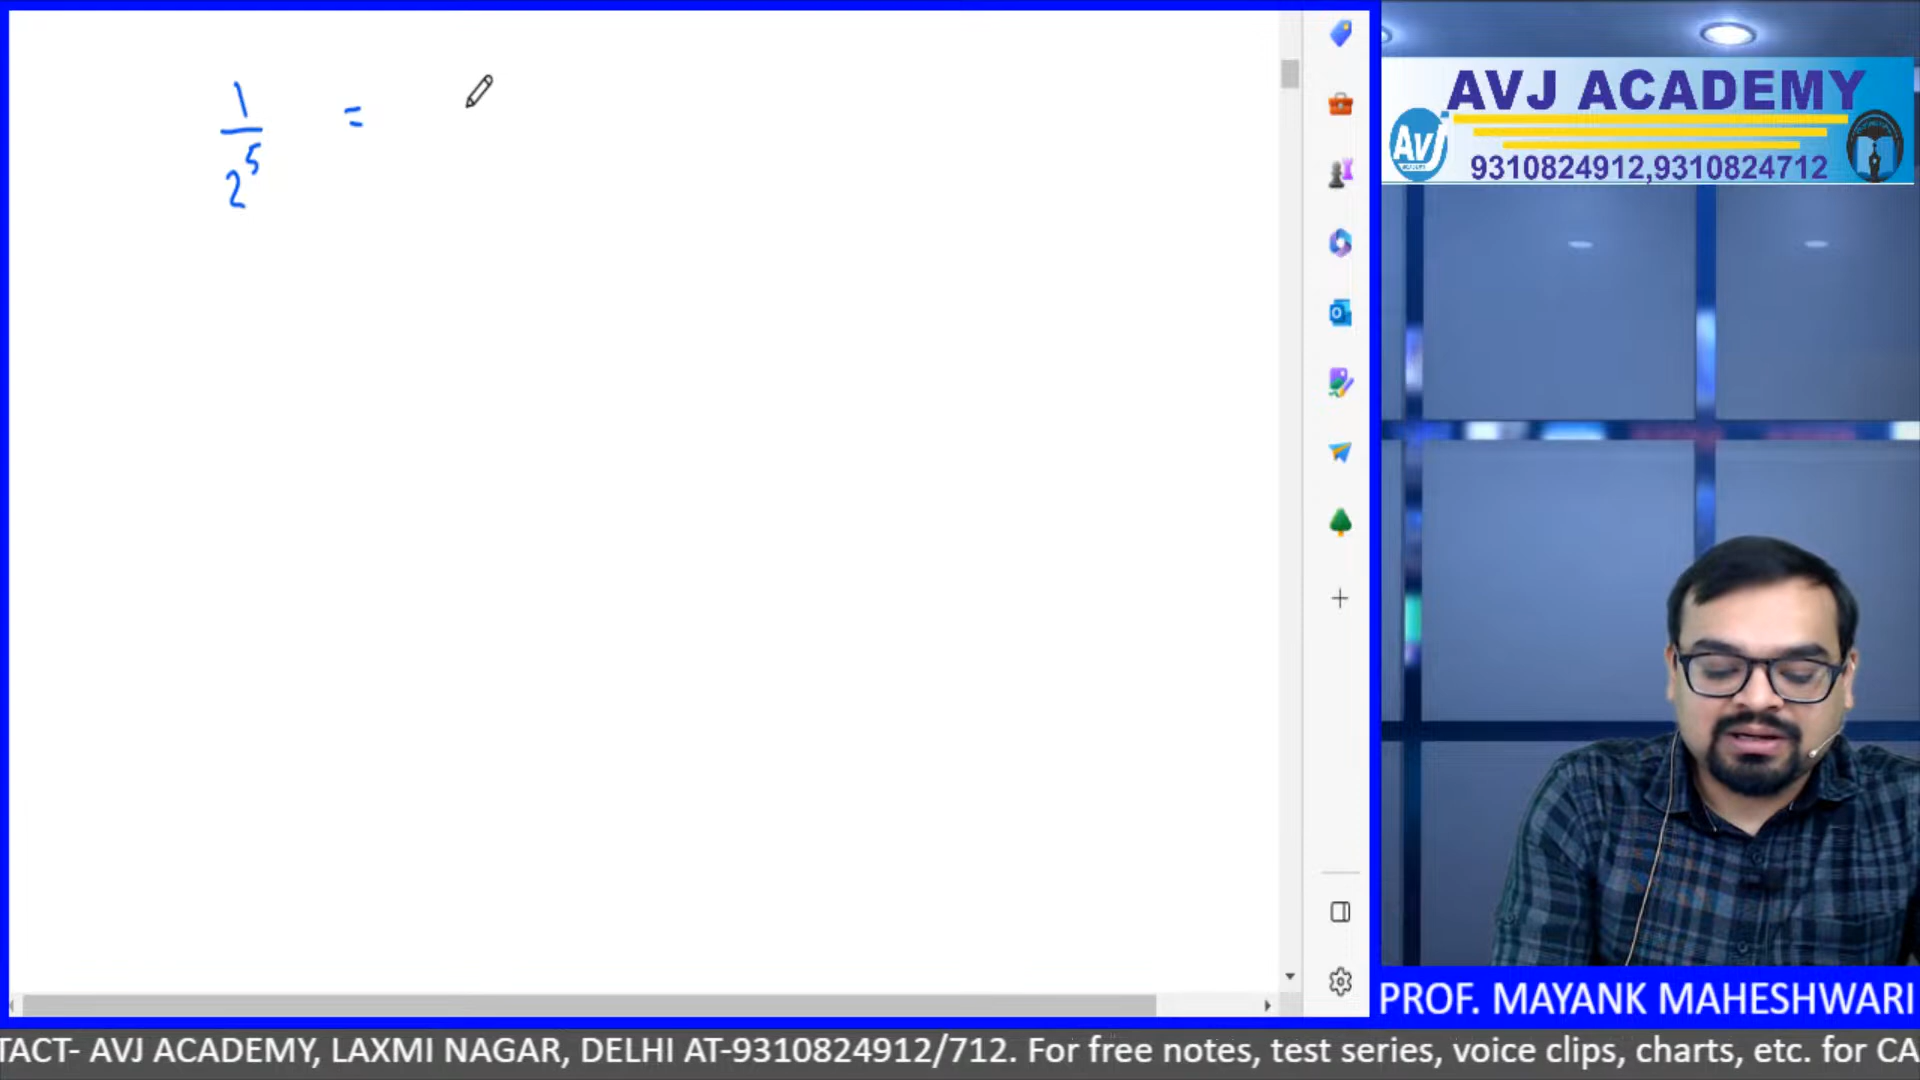 1/2^5 =
AVJ ACADEMY
AVJ
9310824912,9310824712
PROF. MAYANK MAHESHWARI
TACT- AVJ ACADEMY, LAXMI NAGAR, DELHI AT-9310824912/712. For free notes, test series, voice clips, charts, etc. for CA